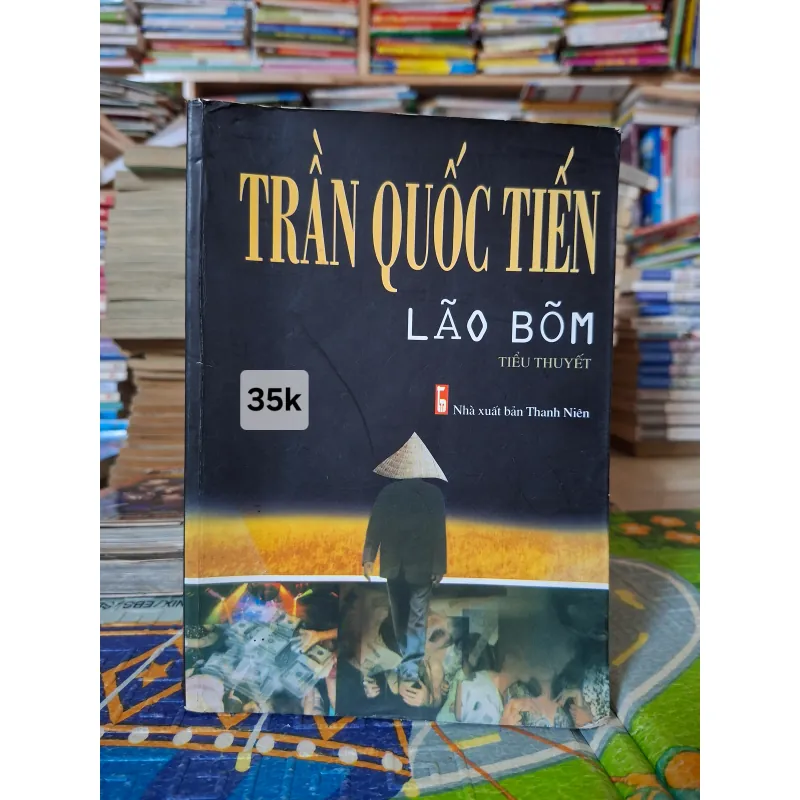 TRẦN QUỐC TIẾN
LÃO BÕM
TIỂU THUYẾT
35k
Nhà xuất bản Thanh Niên